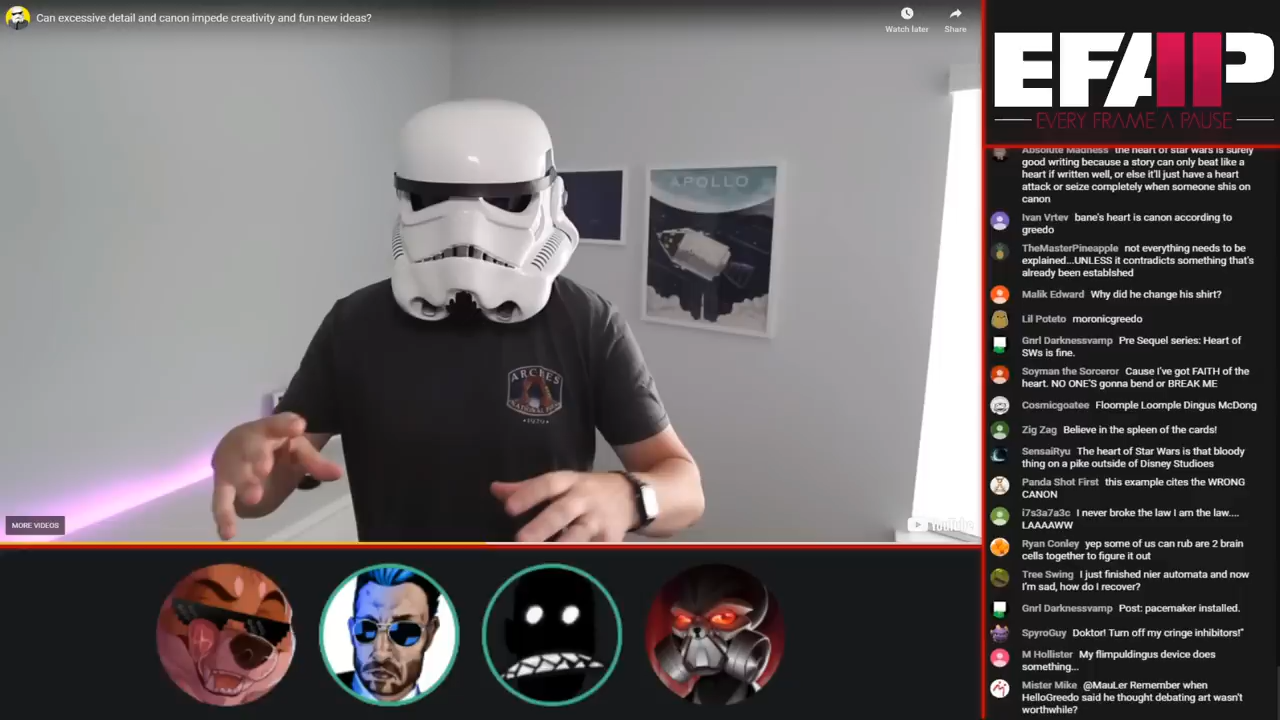 Can excessive detail and canon impede creativity and fun new ideas?
Watch later
Share
APOLLO
ARCHES
NATIONAL PARK
•1929•
MORE VIDEOS
YouTube
EFAP
EVERY FRAME A PAUSE
Absolute Madness the heart of star wars is surely
good writing because a story can only beat like a
heart if written well, or else it'll just have a heart
attack or seize completely when someone shis on
canon
Ivan Vrtev bane's heart is canon according to
greedo
TheMasterPineapple not everything needs to be
explained...UNLESS it contradicts something that's
already been establshed
Malik Edward Why did he change his shirt?
Lil Poteto moronicgreedo
Gnrl Darknessvamp Pre Sequel series: Heart of
SWs is fine.
Soyman the Sorceror Cause I've got FAITH of the
heart. NO ONE'S gonna bend or BREAK ME
Cosmicgoatee Floomple Loomple Dingus McDong
Zig Zag Believe in the spleen of the cards!
SensaiRyu The heart of Star Wars is that bloody
thing on a pike outside of Disney Studioes
Panda Shot First this example cites the WRONG
CANON
i7s3a7a3c I never broke the law I am the law....
LAAAAWW
Ryan Conley yep some of us can rub are 2 brain
cells together to figure it out
Tree Swing I just finished nier automata and now
I'm sad, how do I recover?
Gnrl Darknessvamp Post: pacemaker installed.
SpyroGuy Doktor! Turn off my cringe inhibitors!"
M Hollister My flimpuldingus device does
something...
Mister Mike @MauLer Remember when
HelloGreedo said he thought debating art wasn't
worthwhile?